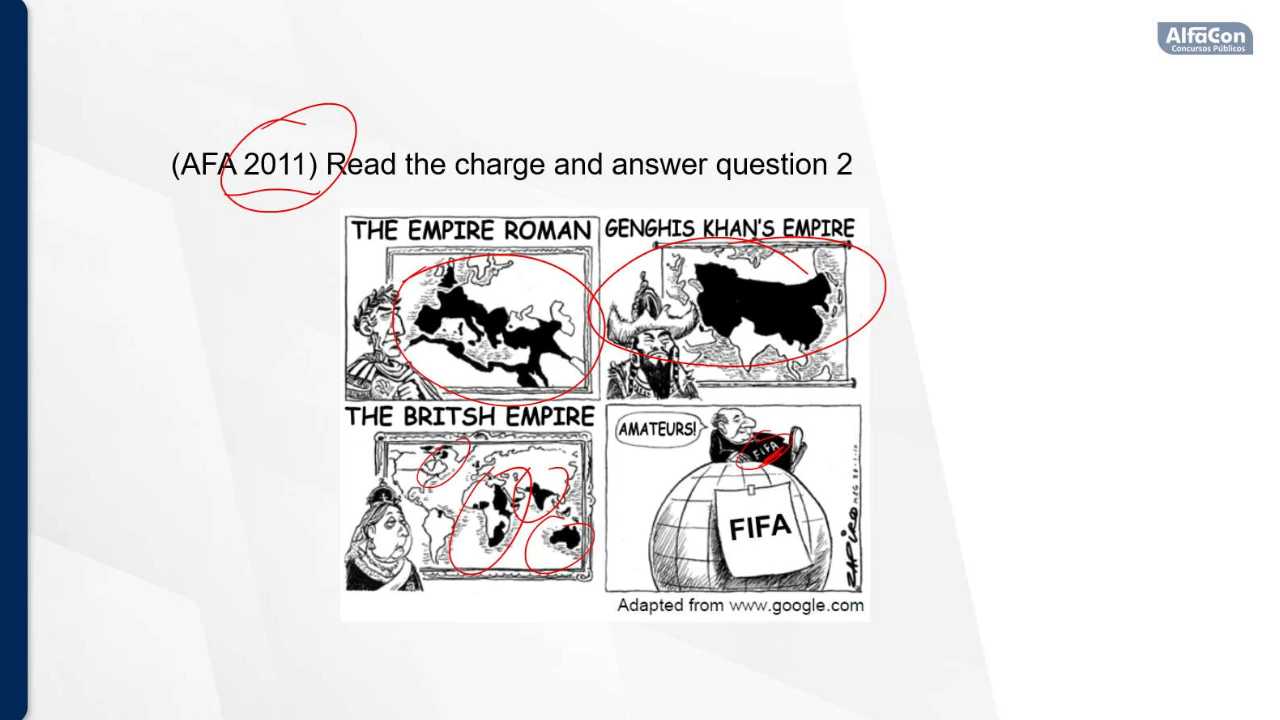 AlfaCon
Concursos Públicos
(AFA 2011) Read the charge and answer question 2
THE EMPIRE ROMAN
GENGHIS KHAN'S EMPIRE
THE BRITSH EMPIRE
AMATEURS!
FIFA
FIFA
ZAPIRO
Adapted from www.google.com